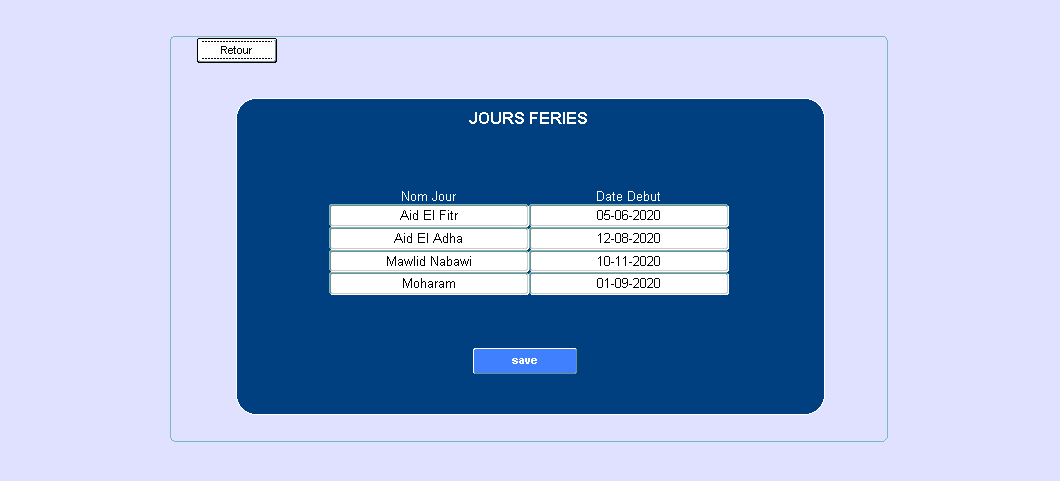 Retour
JOURS FERIES
Nom Jour Date Debut
Aid El Fitr 05-06-2020
Aid El Adha 12-08-2020
Mawlid Nabawi 10-11-2020
Moharam 01-09-2020
save